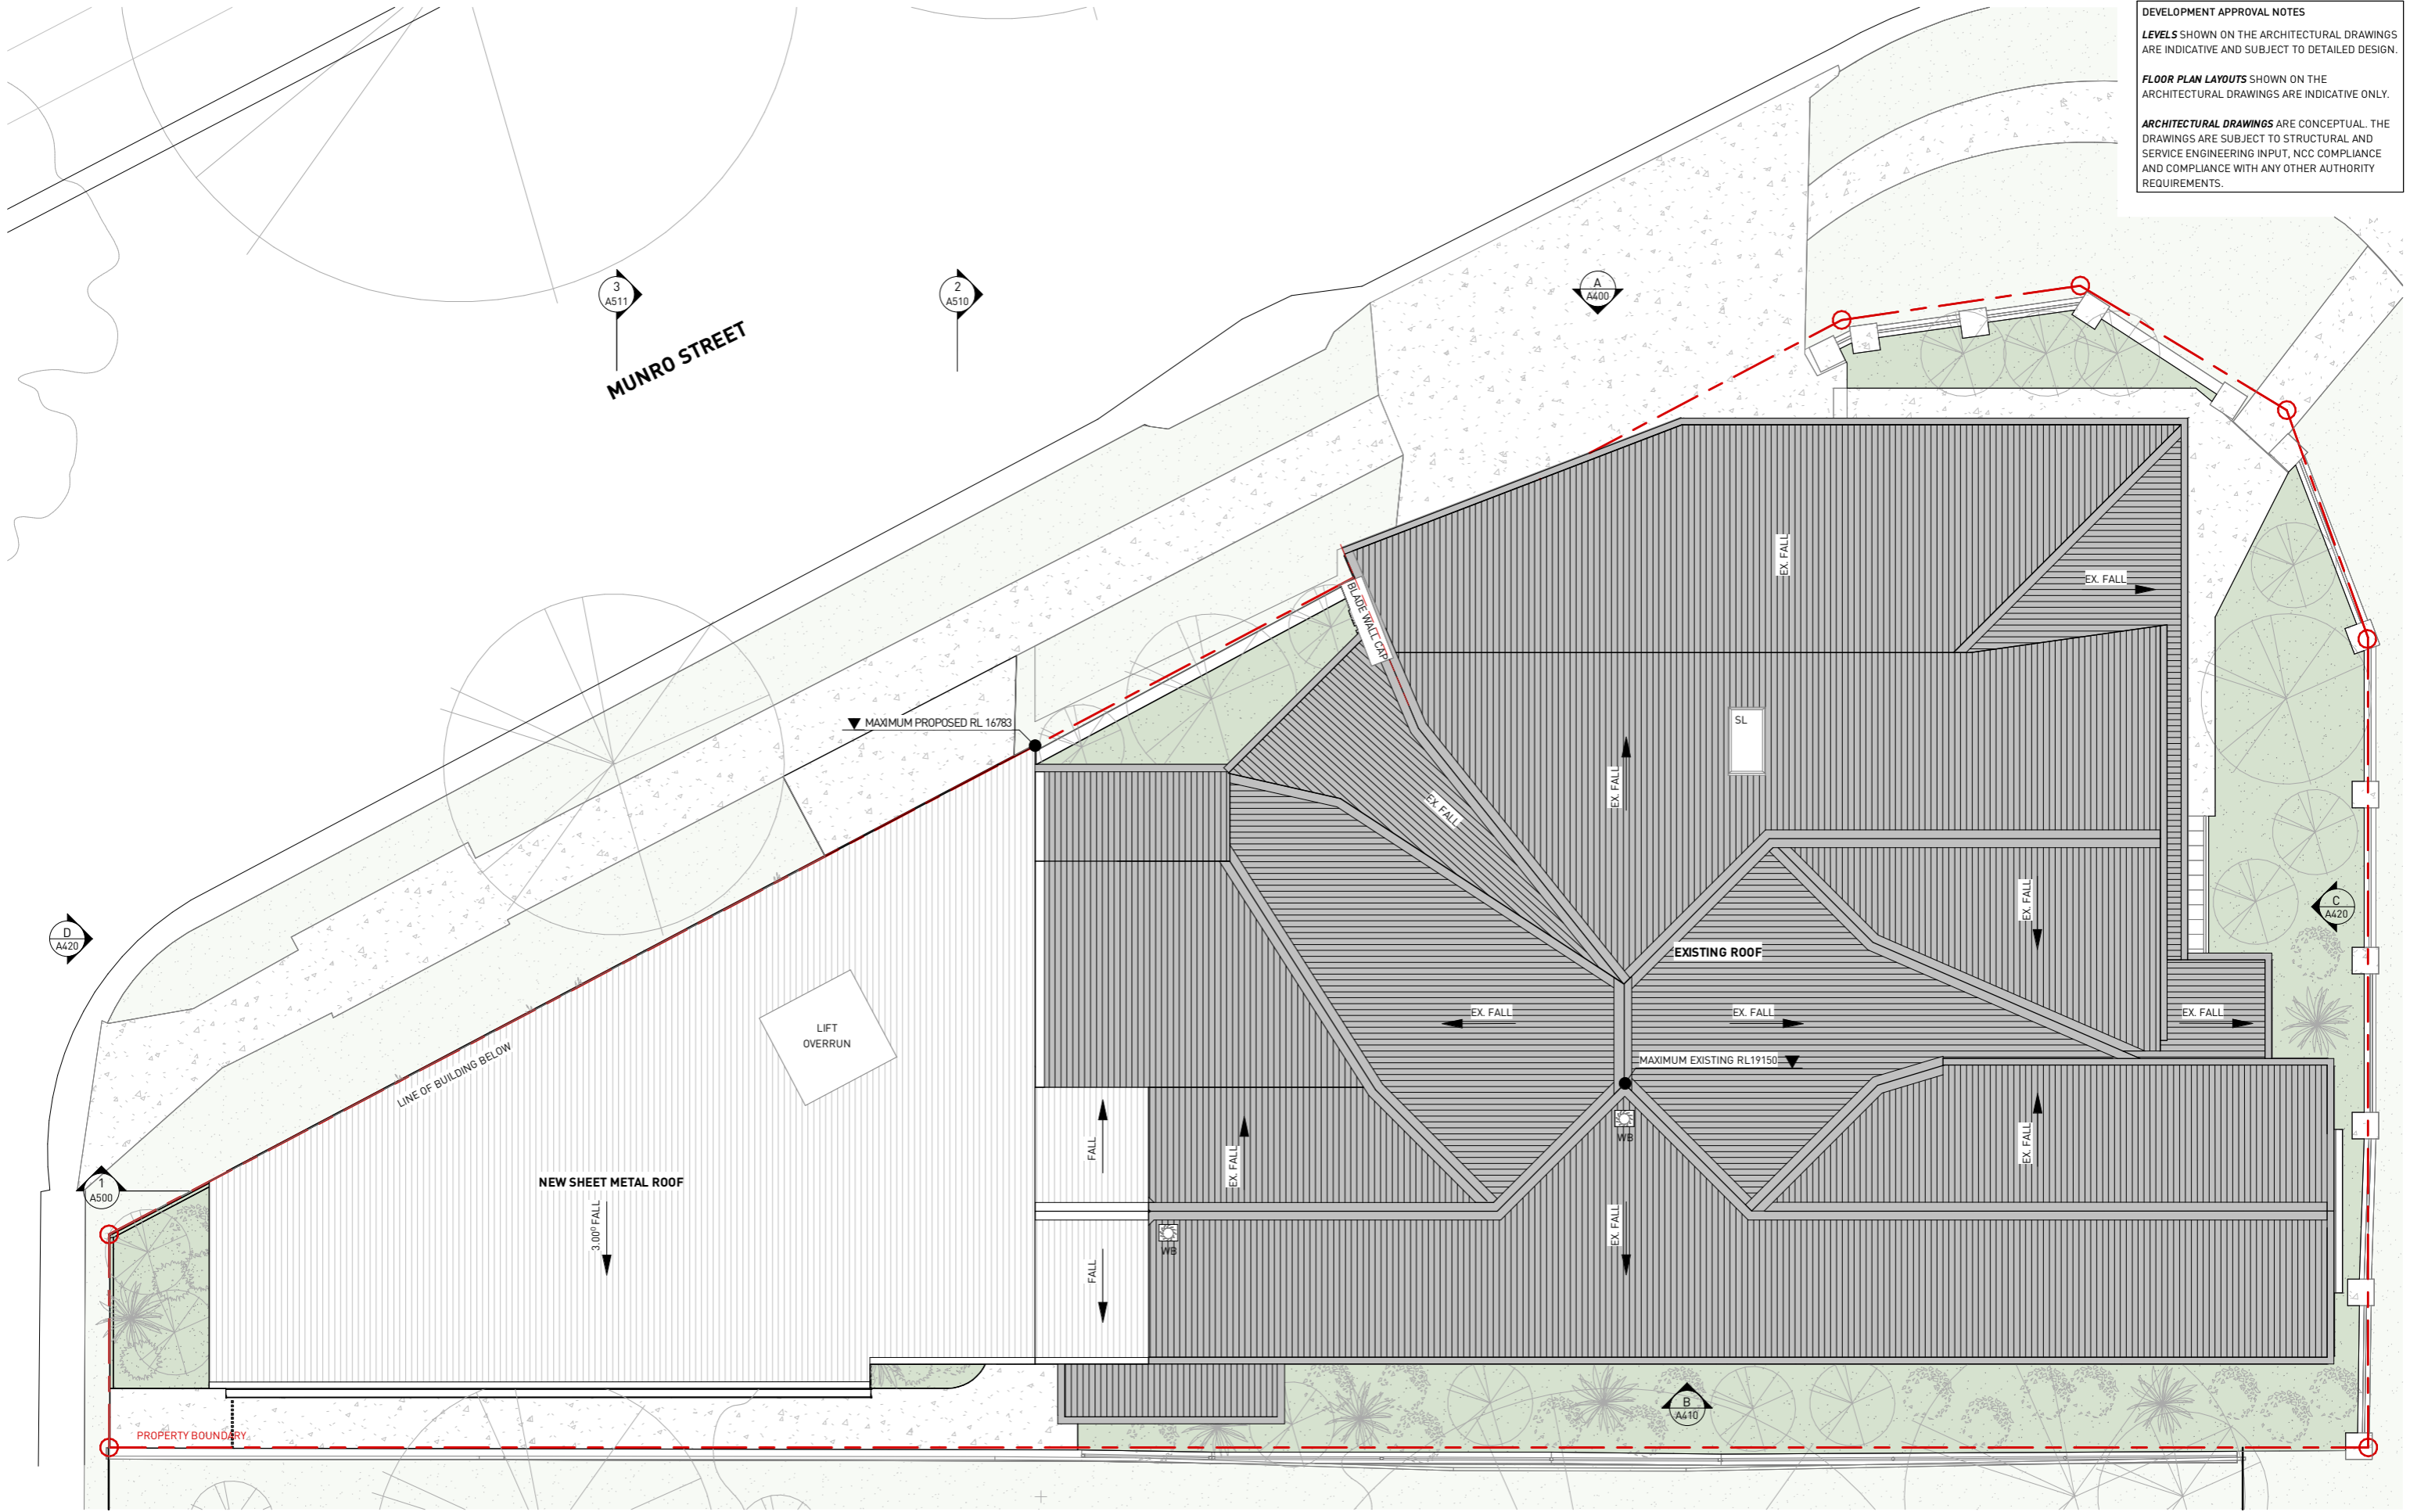 DEVELOPMENT APPROVAL NOTES
LEVELS SHOWN ON THE ARCHITECTURAL DRAWINGS
ARE INDICATIVE AND SUBJECT TO DETAILED DESIGN.
FLOOR PLAN LAYOUTS SHOWN ON THE
ARCHITECTURAL DRAWINGS ARE INDICATIVE ONLY.
ARCHITECTURAL DRAWINGS ARE CONCEPTUAL. THE
DRAWINGS ARE SUBJECT TO STRUCTURAL AND
SERVICE ENGINEERING INPUT, NCC COMPLIANCE
AND COMPLIANCE WITH ANY OTHER AUTHORITY
REQUIREMENTS.
3
A511
2
A510
A
A400
MUNRO STREET
EX. FALL
EX. FALL
BLADE WALL CAP
MAXIMUM PROPOSED RL 16783
SL
EX. FALL
EX. FALL
EX. FALL
C
A420
D
A420
EXISTING ROOF
EX. FALL
EX. FALL
EX. FALL
LIFT
OVERRUN
LINE OF BUILDING BELOW
MAXIMUM EXISTING RL19150
WB
FALL
EX. FALL
EX. FALL
1
A500
NEW SHEET METAL ROOF
3.00° FALL
EX. FALL
WB
FALL
B
A410
PROPERTY BOUNDARY